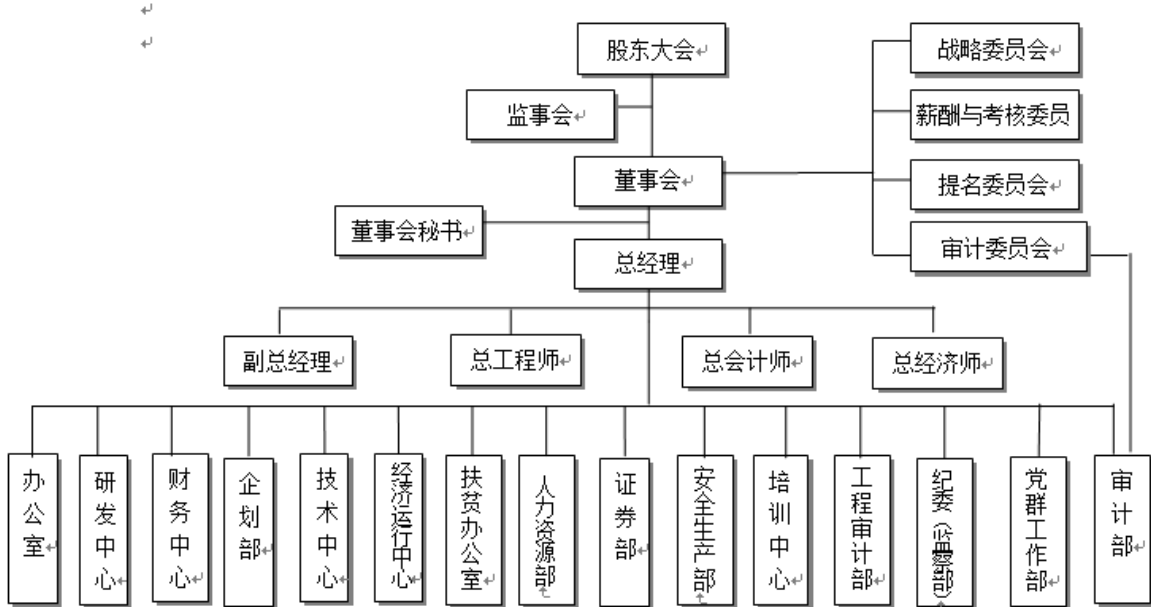 股东大会
战略委员会
监事会
薪酬与考核委员
董事会
提名委员会
董事会秘书
审计委员会
总经理
副总经理
总工程师
总会计师
总经济师
办公室
研发中心
财务中心
企划部
技术中心
经济运行中心
扶贫办公室
人力资源部
证券部
安全生产部
培训中心
工程审计部
纪委（监察部）
党群工作部
审计部